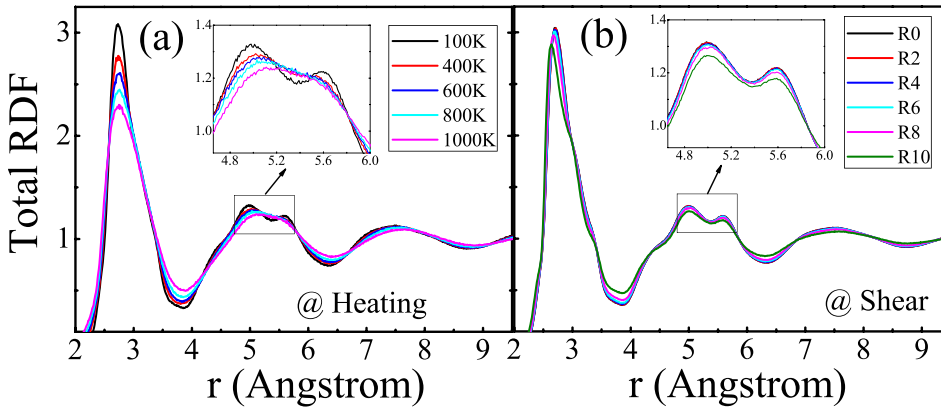 Total RDF
3
2
1
(a)
1.4
1.2
1.0
4.8
5.2
5.6
6.0
100K
400K
600K
800K
1000K
@ Heating
2
3
4
5
6
7
8
9
r (Angstrom)
(b)
1.4
1.2
1.0
4.8
5.2
5.6
6.0
R0
R2
R4
R6
R8
R10
@ Shear
2
3
4
5
6
7
8
9
r (Angstrom)